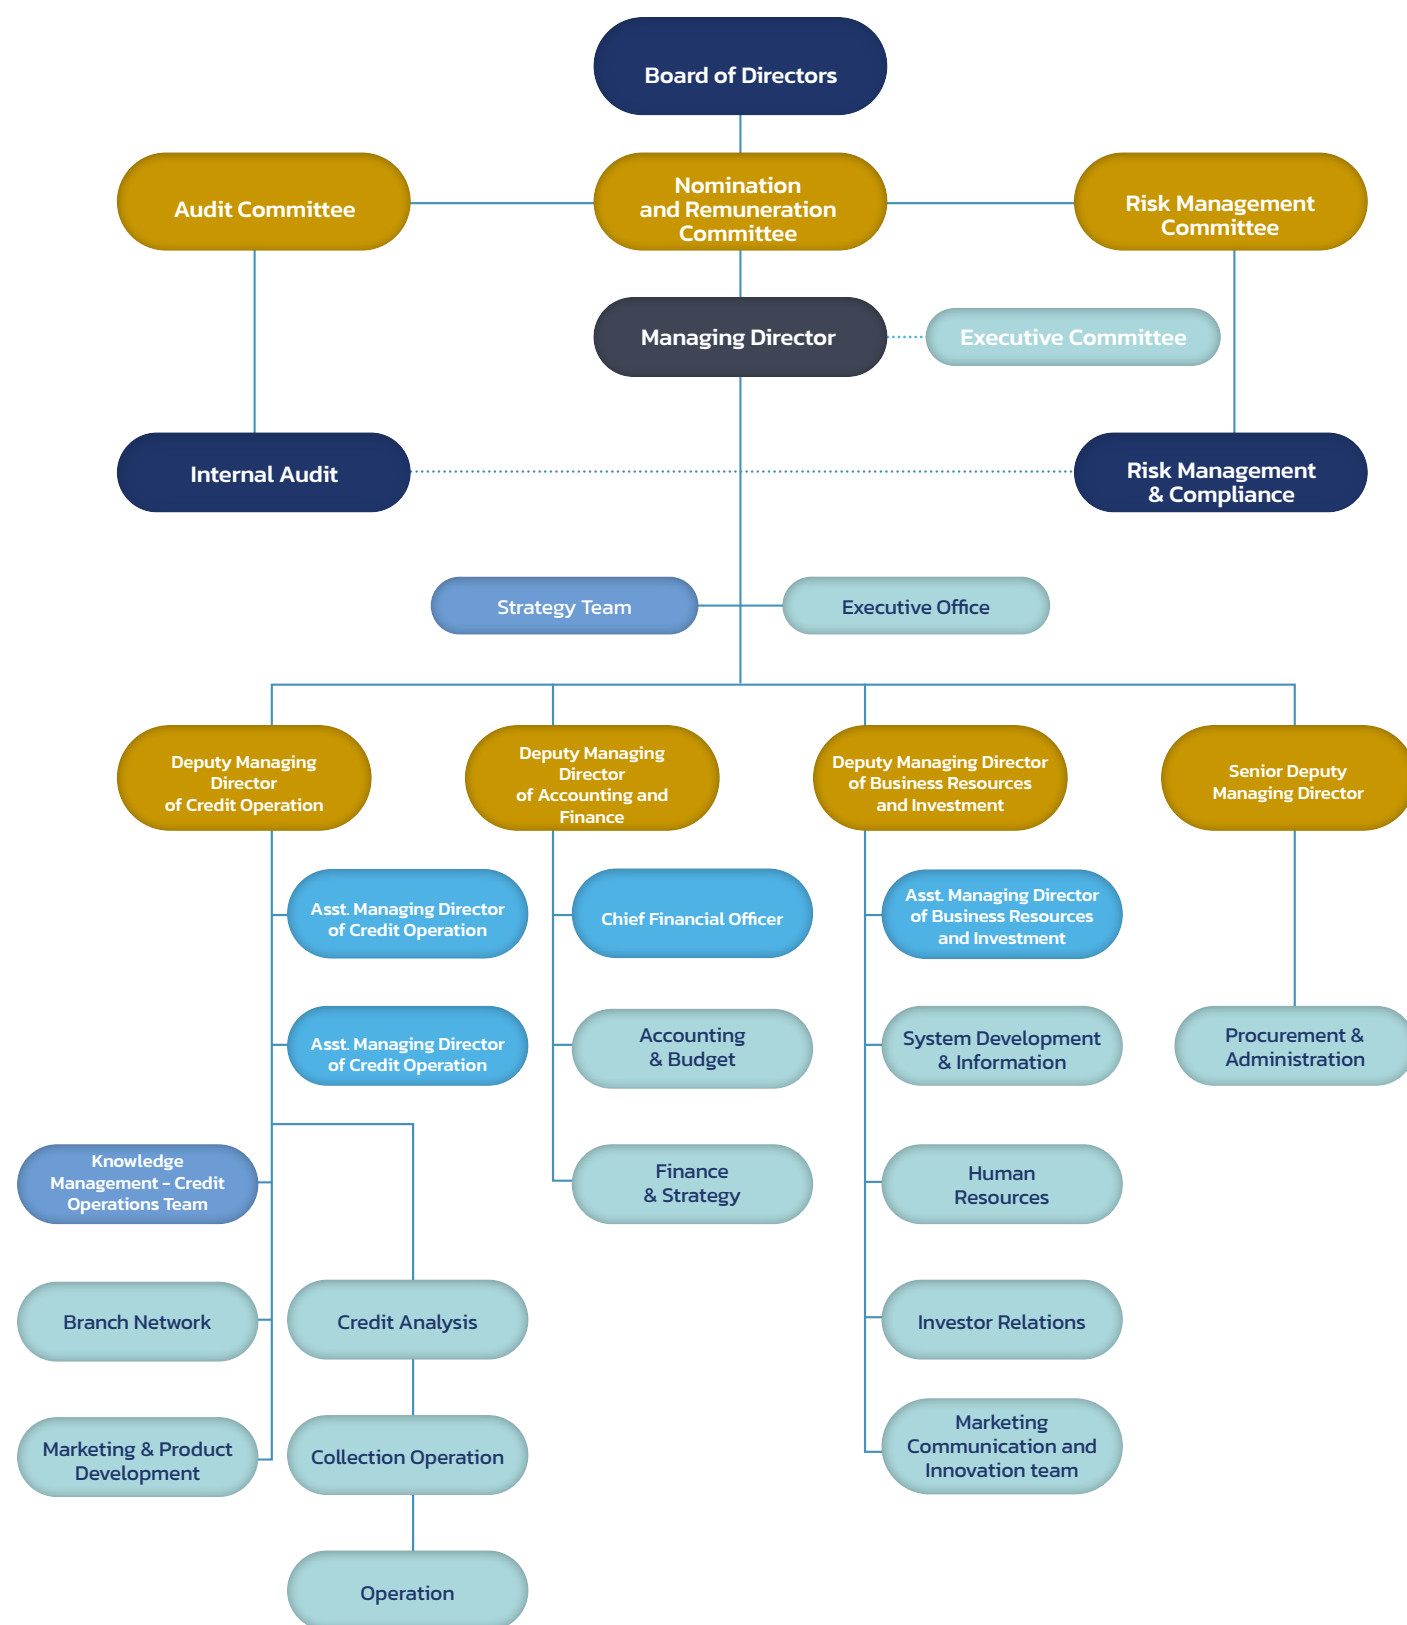 Board of Directors
Audit Committee
Nomination
and Remuneration
Committee
Risk Management
Committee
Managing Director
Executive Committee
Internal Audit
Risk Management
& Compliance
Strategy Team
Executive Office
Deputy Managing
Director
of Credit Operation
Deputy Managing
Director
of Accounting and
Finance
Deputy Managing Director
of Business Resources
and Investment
Senior Deputy
Managing Director
Asst. Managing Director
of Credit Operation
Chief Financial Officer
Asst. Managing Director
of Business Resources
and Investment
Asst. Managing Director
of Credit Operation
Accounting
& Budget
System Development
& Information
Procurement &
Administration
Knowledge
Management - Credit
Operations Team
Finance
& Strategy
Human
Resources
Branch Network
Credit Analysis
Investor Relations
Marketing & Product
Development
Collection Operation
Marketing
Communication and
Innovation team
Operation